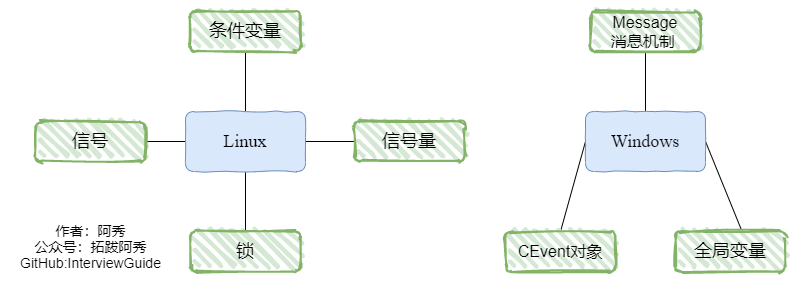 条件变量
信号
Linux
信号量
锁
作者：阿秀
公众号：拓跋阿秀
GitHub:InterviewGuide
Message
消息机制
Windows
CEvent对象
全局变量